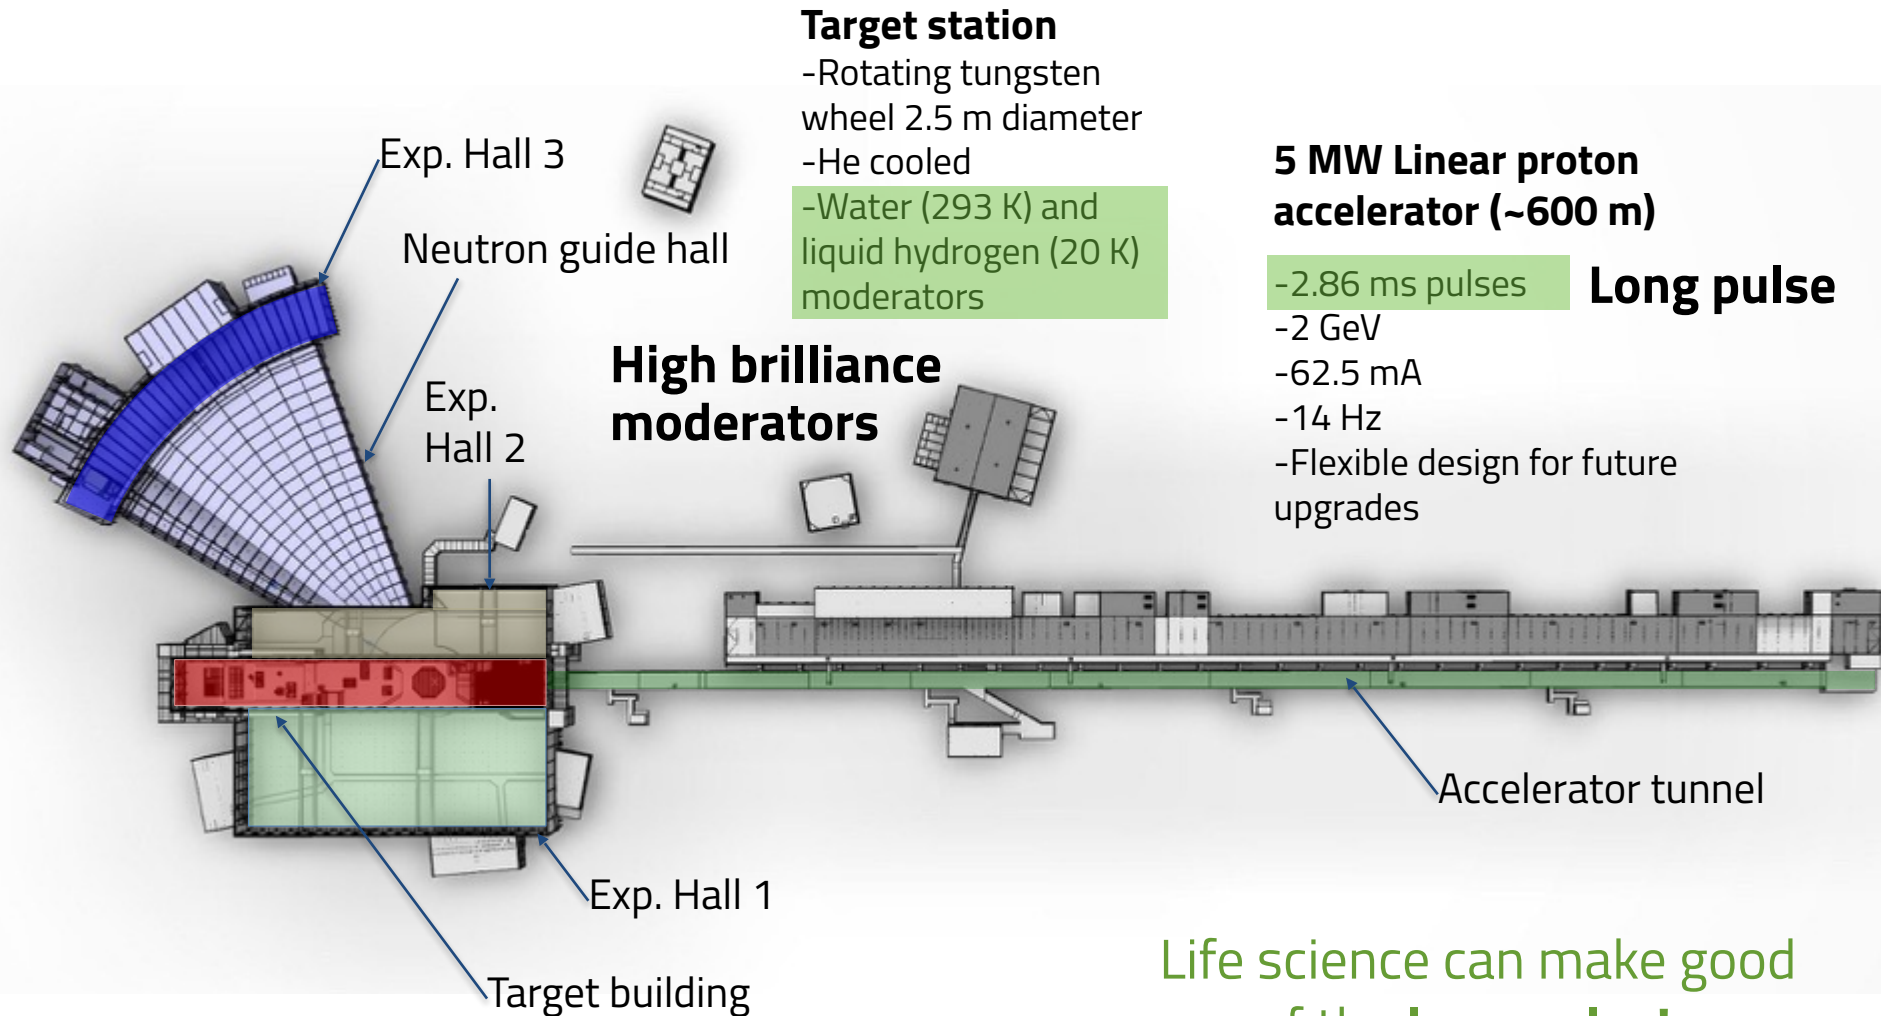 Target station
-Rotating tungsten
wheel 2.5 m diameter
-He cooled
-Water (293 K) and
liquid hydrogen (20 K)
moderators
5 MW Linear proton
accelerator (~600 m)
-2.86 ms pulses
Long pulse
-2 GeV
-62.5 mA
-14 Hz
-Flexible design for future
upgrades
Exp. Hall 3
Neutron guide hall
High brilliance
moderators
Exp.
Hall 2
Accelerator tunnel
Exp. Hall 1
Target building
Life science can make good